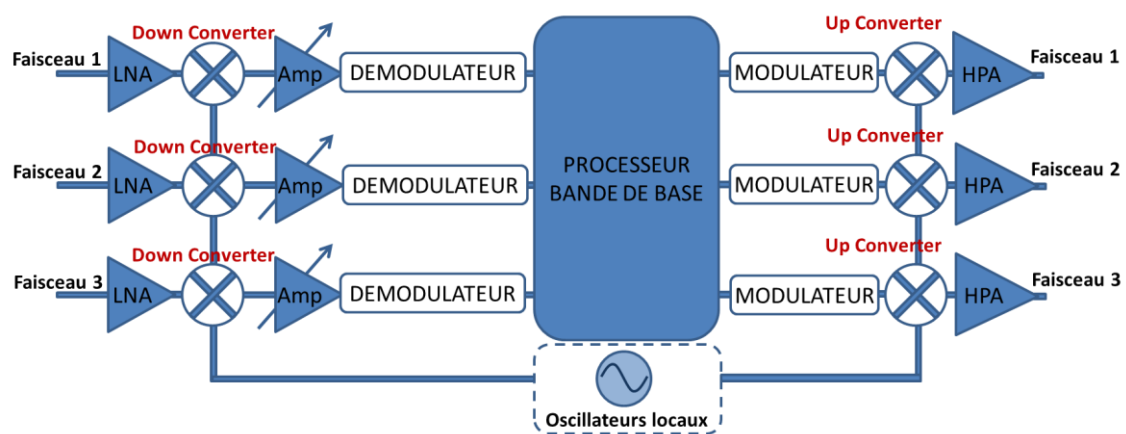 Down Converter
Up Converter
Faisceau 1
LNA
Amp
DEMODULATEUR
MODULATEUR
HPA
Faisceau 1
Down Converter
Up Converter
Faisceau 2
LNA
Amp
DEMODULATEUR
PROCESSEUR
BANDE DE BASE
MODULATEUR
HPA
Faisceau 2
Down Converter
Up Converter
Faisceau 3
LNA
Amp
DEMODULATEUR
MODULATEUR
HPA
Faisceau 3
Oscillateurs locaux